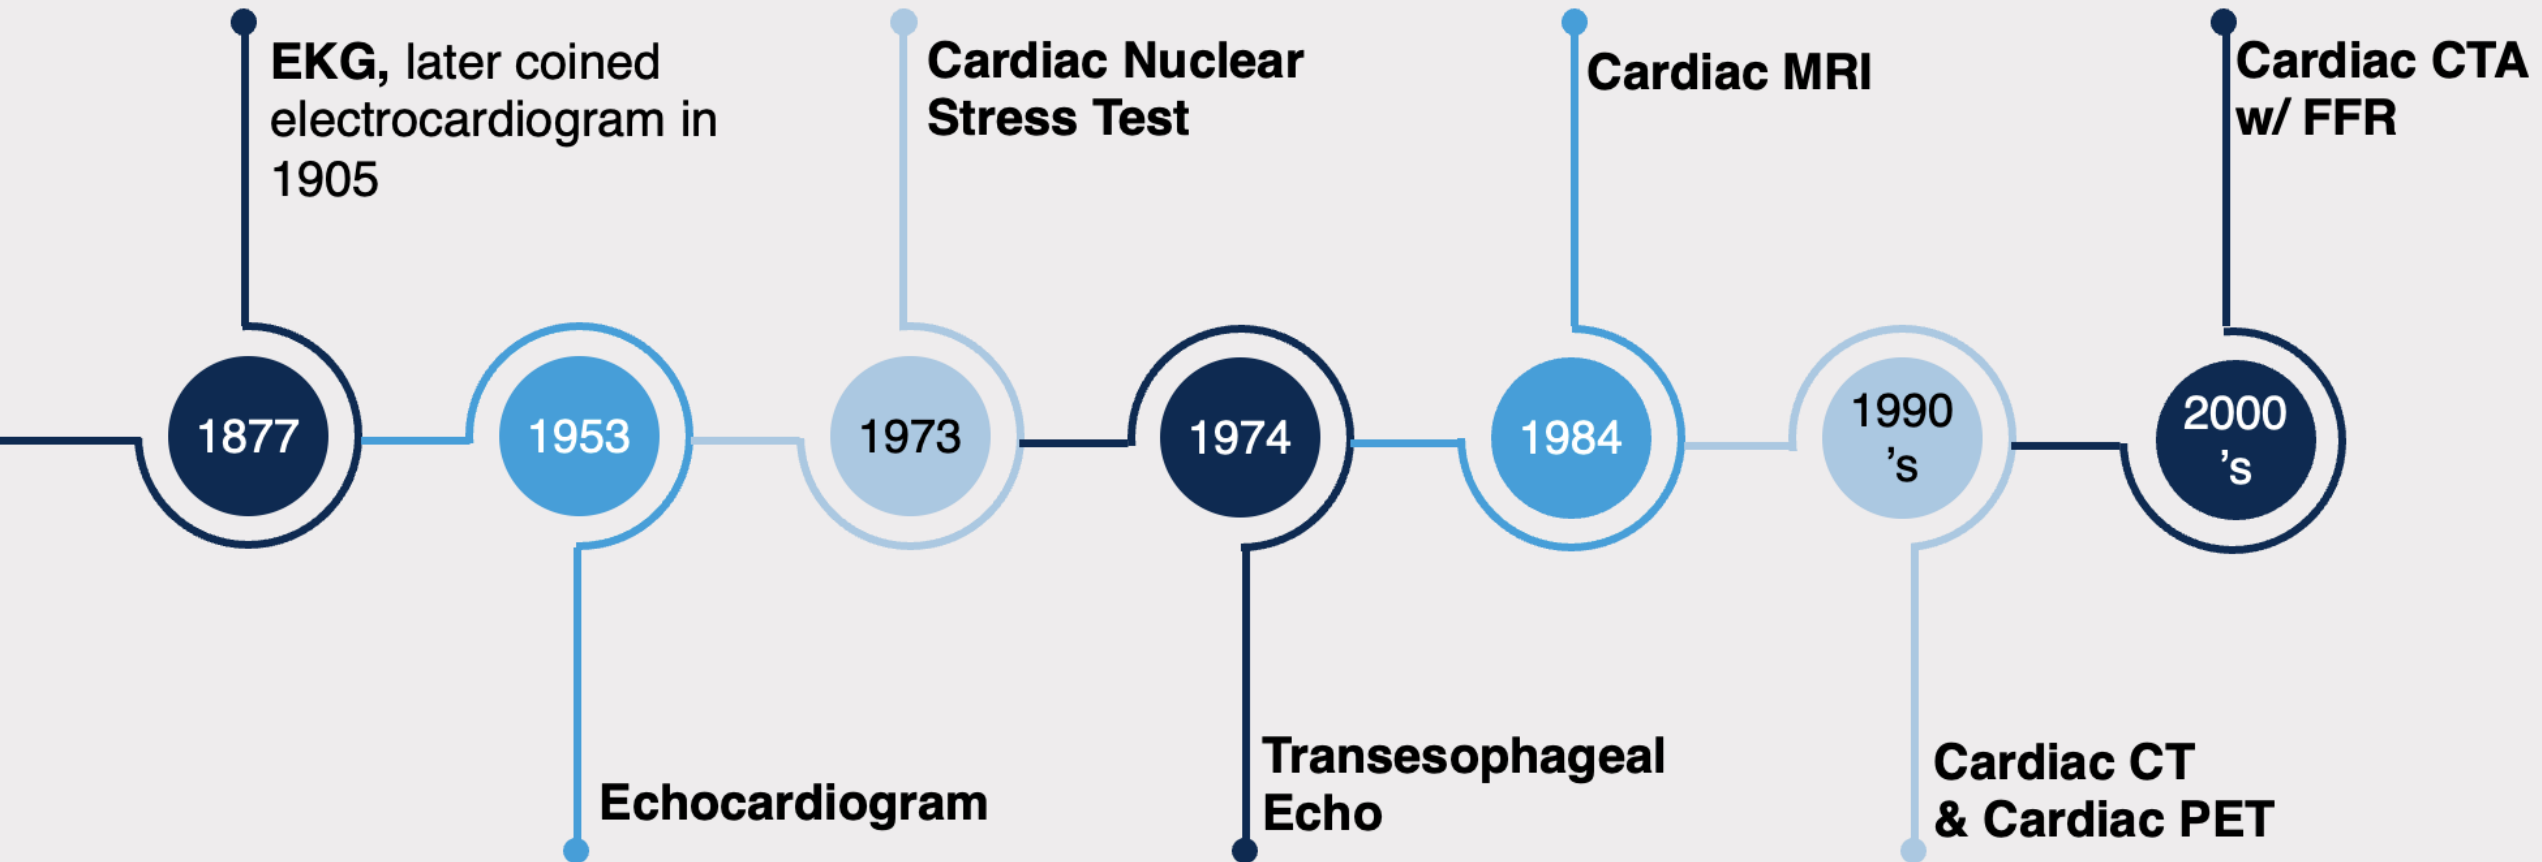 EKG, later coined
electrocardiogram in
1905
Cardiac Nuclear
Stress Test
Cardiac MRI
Cardiac CTA
w/ FFR
1877
1953
1973
1974
1984
1990
’s
2000
’s
Echocardiogram
Transesophageal
Echo
Cardiac CT
& Cardiac PET